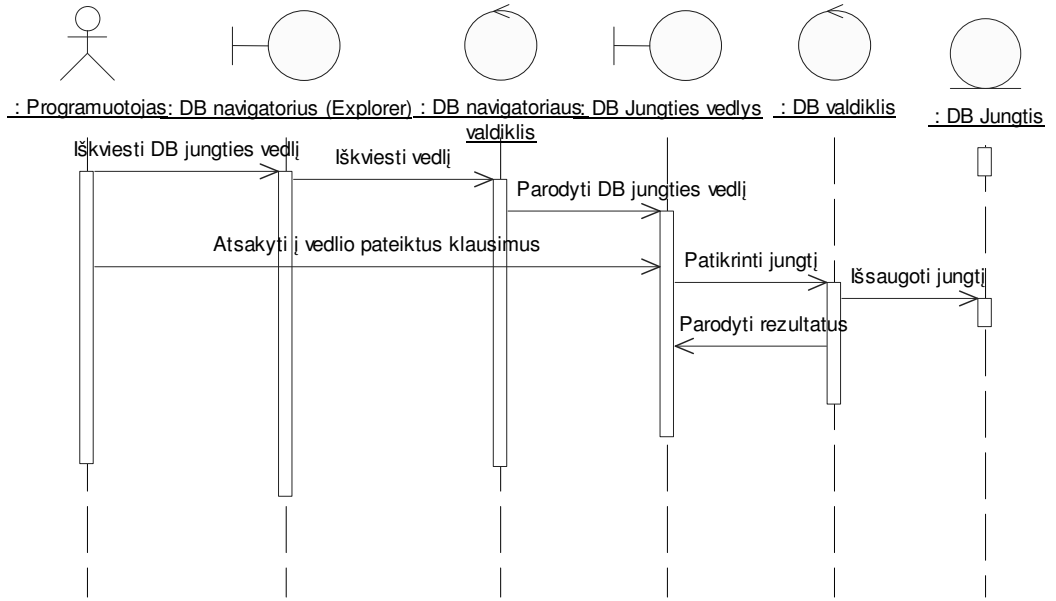 : Programuotojas
: DB navigatorius (Explorer)
: DB navigatoriaus
valdiklis
: DB Jungties vedlys
: DB valdiklis
: DB Jungtis
Iškviesti DB jungties vedlį
Iškviesti vedlį
Parodyti DB jungties vedlį
Atsakyti į vedlio pateiktus klausimus
Patikrinti jungtį
Išsaugoti jungtį
Parodyti rezultatus